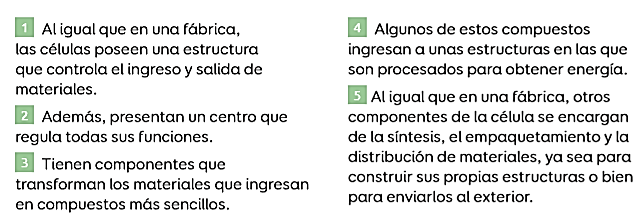 1 Al igual que en una fábrica,
las células poseen una estructura
que controla el ingreso y salida de
materiales.
2 Además, presentan un centro que
regula todas sus funciones.
3 Tienen componentes que
transforman los materiales que ingresan
en compuestos más sencillos.
4 Algunos de estos compuestos
ingresan a unas estructuras en las que
son procesados para obtener energía.
5 Al igual que en una fábrica, otros
componentes de la célula se encargan
de la síntesis, el empaquetamiento y la
distribución de materiales, ya sea para
construir sus propias estructuras o bien
para enviarlos al exterior.